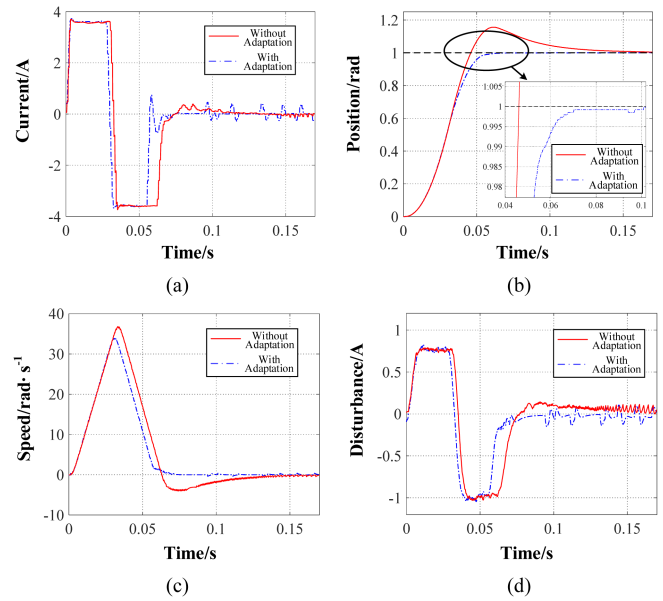 4
2
0
-2
-4
0
0.05
0.1
0.15
Current/A
Time/s
Without
Adaptation
With
Adaptation
(a)
1.2
1
0.8
0.6
0.4
0.2
0
0
0.05
0.1
0.15
Position/rad
Time/s
1.005
1
0.995
0.99
0.985
0.98
0.04
0.06
0.08
0.1
Without
Adaptation
With
Adaptation
(b)
40
30
20
10
0
-10
0
0.05
0.1
0.15
Speed/rad· s⁻¹
Time/s
Without
Adaptation
With
Adaptation
(c)
1
0.5
0
-0.5
-1
0
0.05
0.1
0.15
Disturbance/A
Time/s
Without
Adaptation
With
Adaptation
(d)